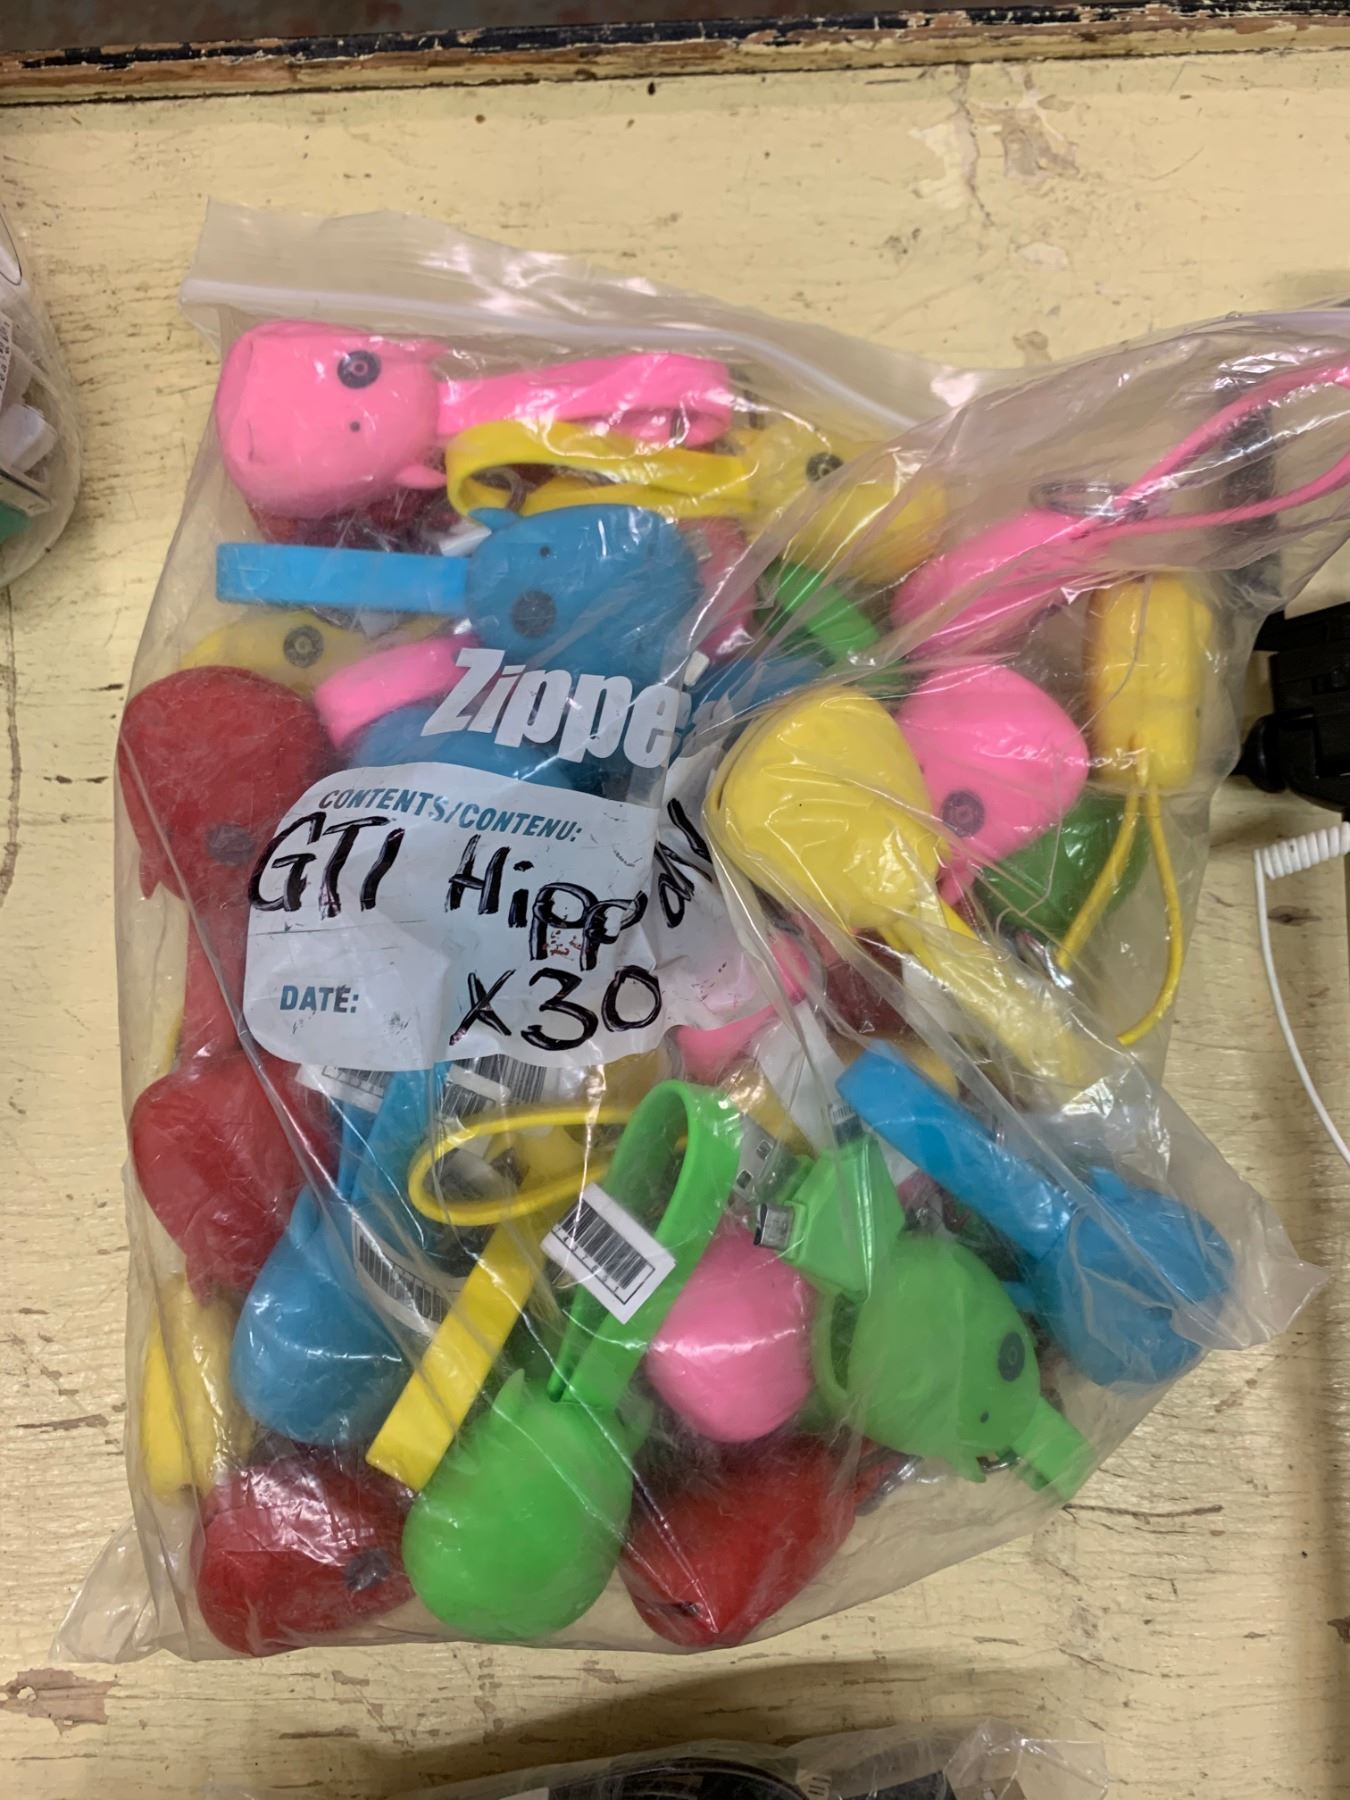 Zippe
CONTENTS/CONTENU:
GTI Hippo
x30
DATE: